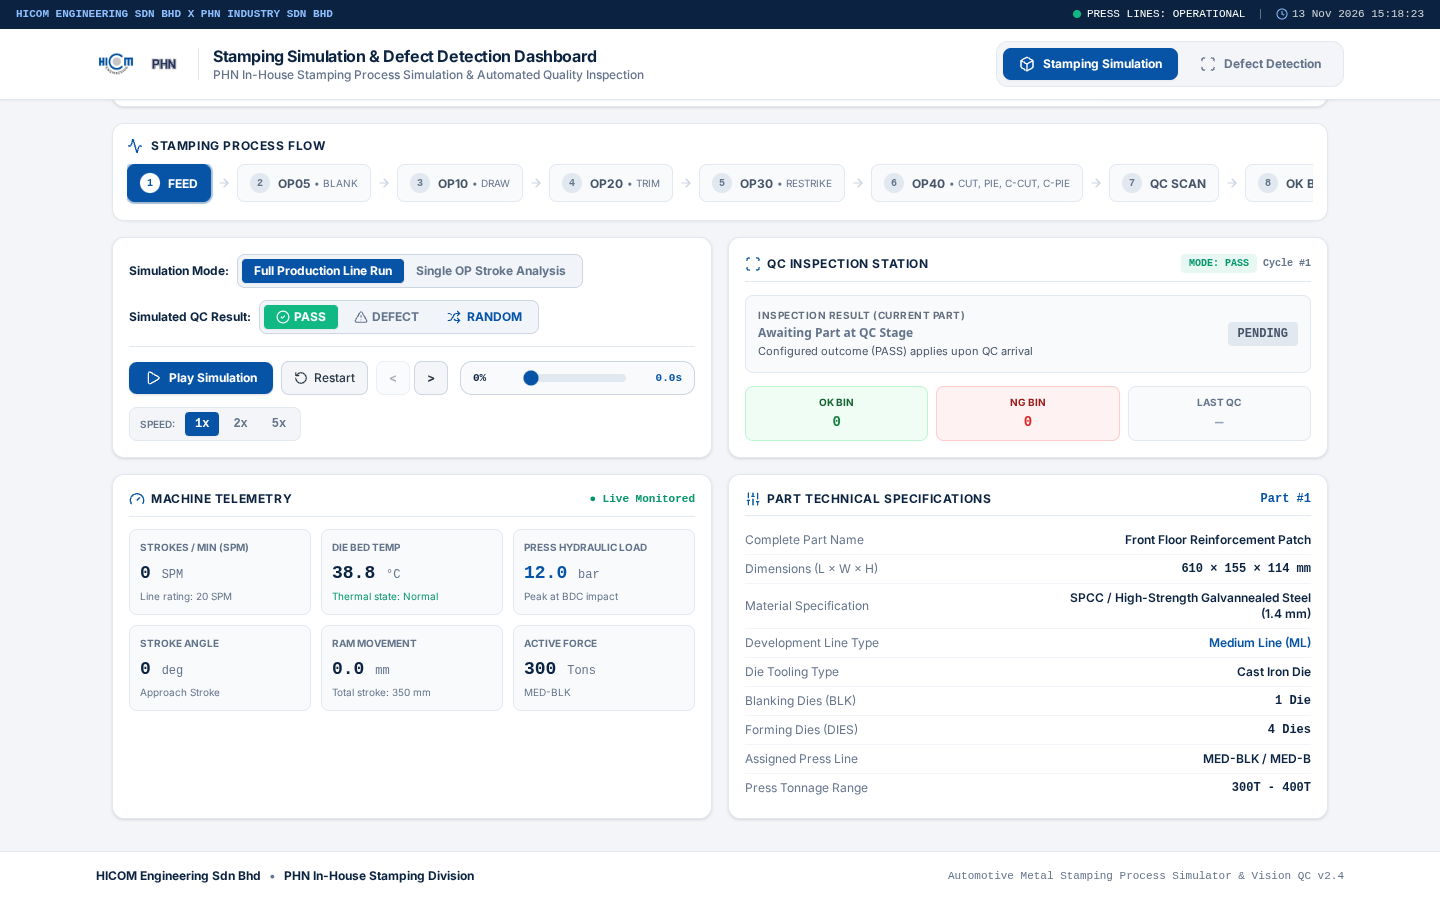 HICOM ENGINEERING SDN BHD X PHN INDUSTRY SDN BHD
PRESS LINES: OPERATIONAL | 13 Nov 2026 15:18:23
HICOM PHN
Stamping Simulation & Defect Detection Dashboard
PHN In-House Stamping Process Simulation & Automated Quality Inspection
Stamping Simulation
Defect Detection
STAMPING PROCESS FLOW
1 FEED → 2 OP05 • BLANK → 3 OP10 • DRAW → 4 OP20 • TRIM → 5 OP30 • RESTRIKE → 6 OP40 • CUT, PIE, C-CUT, C-PIE → 7 QC SCAN → 8 OK B
Simulation Mode: Full Production Line Run Single OP Stroke Analysis
Simulated QC Result: PASS DEFECT RANDOM
Play Simulation Restart < > 0% 0.0s
SPEED: 1x 2x 5x
QC INSPECTION STATION
MODE: PASS Cycle #1
INSPECTION RESULT (CURRENT PART)
Awaiting Part at QC Stage
Configured outcome (PASS) applies upon QC arrival
PENDING
OK BIN
0
NG BIN
0
LAST QC
—
MACHINE TELEMETRY
● Live Monitored
STROKES / MIN (SPM)
0 SPM
Line rating: 20 SPM
DIE BED TEMP
38.8 °C
Thermal state: Normal
PRESS HYDRAULIC LOAD
12.0 bar
Peak at BDC impact
STROKE ANGLE
0 deg
Approach Stroke
RAM MOVEMENT
0.0 mm
Total stroke: 350 mm
ACTIVE FORCE
300 Tons
MED-BLK
PART TECHNICAL SPECIFICATIONS
Part #1
Complete Part Name Front Floor Reinforcement Patch
Dimensions (L × W × H) 610 × 155 × 114 mm
Material Specification SPCC / High-Strength Galvannealed Steel
(1.4 mm)
Development Line Type Medium Line (ML)
Die Tooling Type Cast Iron Die
Blanking Dies (BLK) 1 Die
Forming Dies (DIES) 4 Dies
Assigned Press Line MED-BLK / MED-B
Press Tonnage Range 300T - 400T
HICOM Engineering Sdn Bhd • PHN In-House Stamping Division
Automotive Metal Stamping Process Simulator & Vision QC v2.4